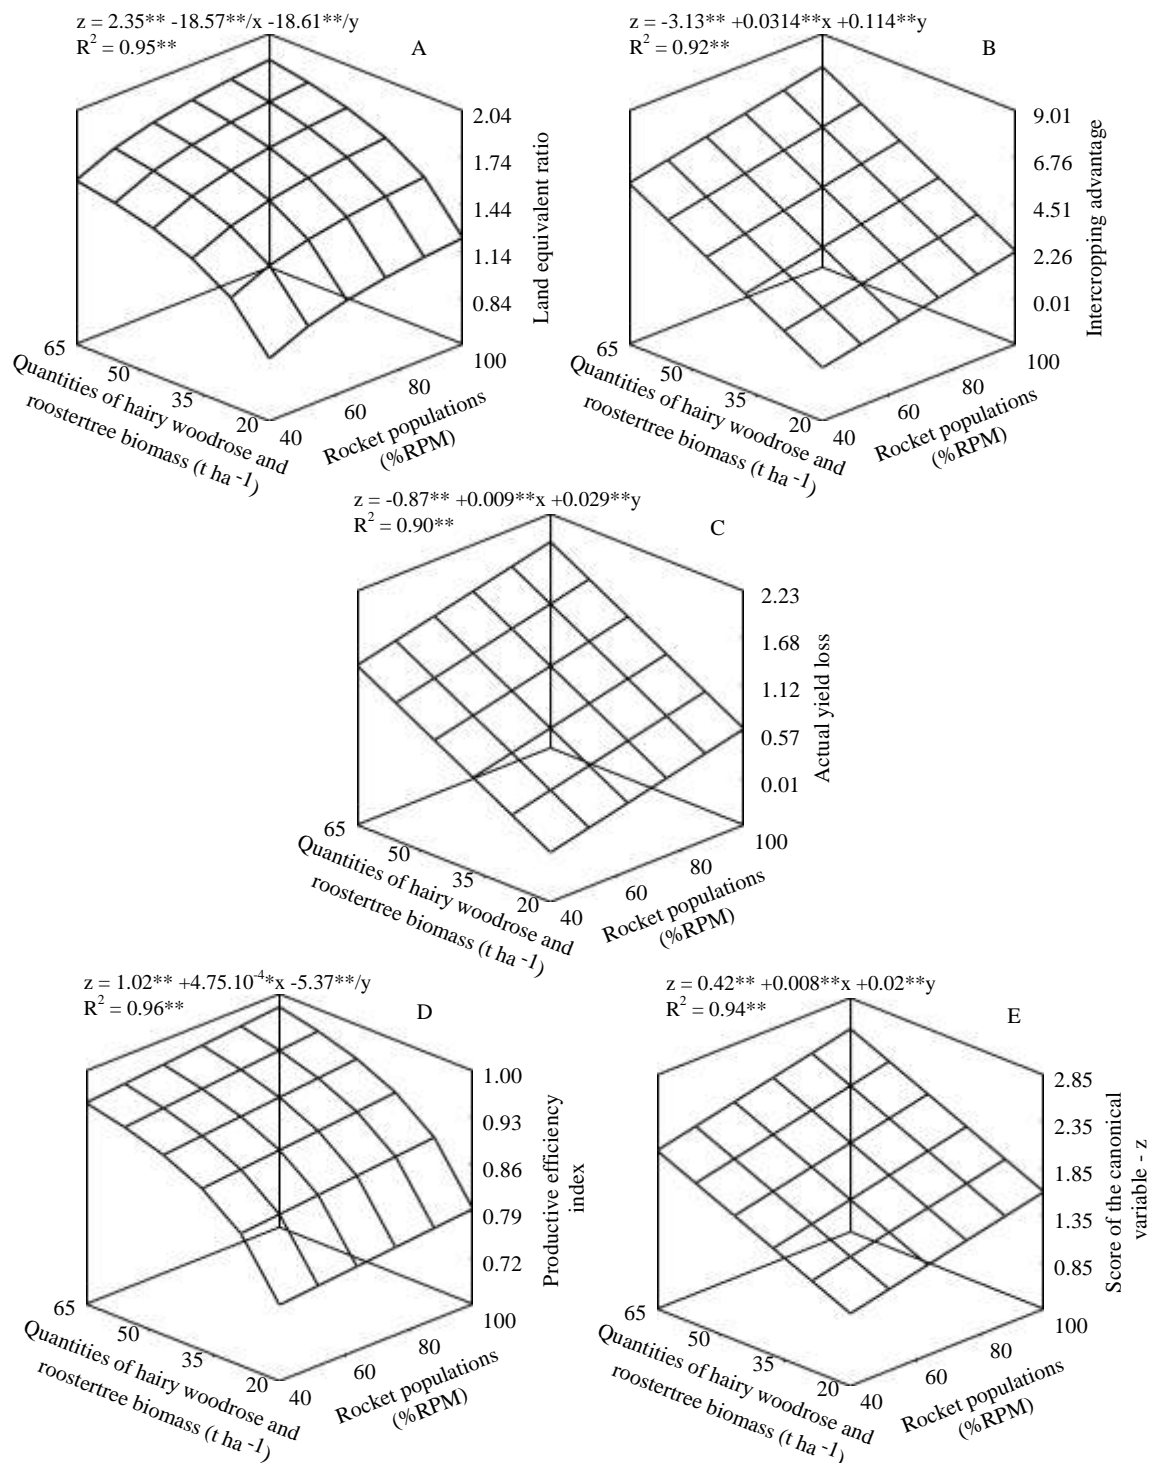 z = 2.35** -18.57**/x -18.61**/y
R² = 0.95**
A
2.04
1.74
1.44
1.14
0.84
Land equivalent ratio
65
50
35
20
Quantities of hairy woodrose and
roostertree biomass (t ha -1)
40
60
80
100
Rocket populations
(%RPM)
z = -3.13** +0.0314**x +0.114**y
R² = 0.92**
B
9.01
6.76
4.51
2.26
0.01
Intercropping advantage
65
50
35
20
Quantities of hairy woodrose and
roostertree biomass (t ha -1)
40
60
80
100
Rocket populations
(%RPM)
z = -0.87** +0.009**x +0.029**y
R² = 0.90**
C
2.23
1.68
1.12
0.57
0.01
Actual yield loss
65
50
35
20
Quantities of hairy woodrose and
roostertree biomass (t ha -1)
40
60
80
100
Rocket populations
(%RPM)
z = 1.02** +4.75.10⁻⁴*x -5.37**/y
R² = 0.96**
D
1.00
0.93
0.86
0.79
0.72
Productive efficiency
index
65
50
35
20
Quantities of hairy woodrose and
roostertree biomass (t ha -1)
40
60
80
100
Rocket populations
(%RPM)
z = 0.42** +0.008**x +0.02**y
R² = 0.94**
E
2.85
2.35
1.85
1.35
0.85
Score of the canonical
variable - z
65
50
35
20
Quantities of hairy woodrose and
roostertree biomass (t ha -1)
40
60
80
100
Rocket populations
(%RPM)